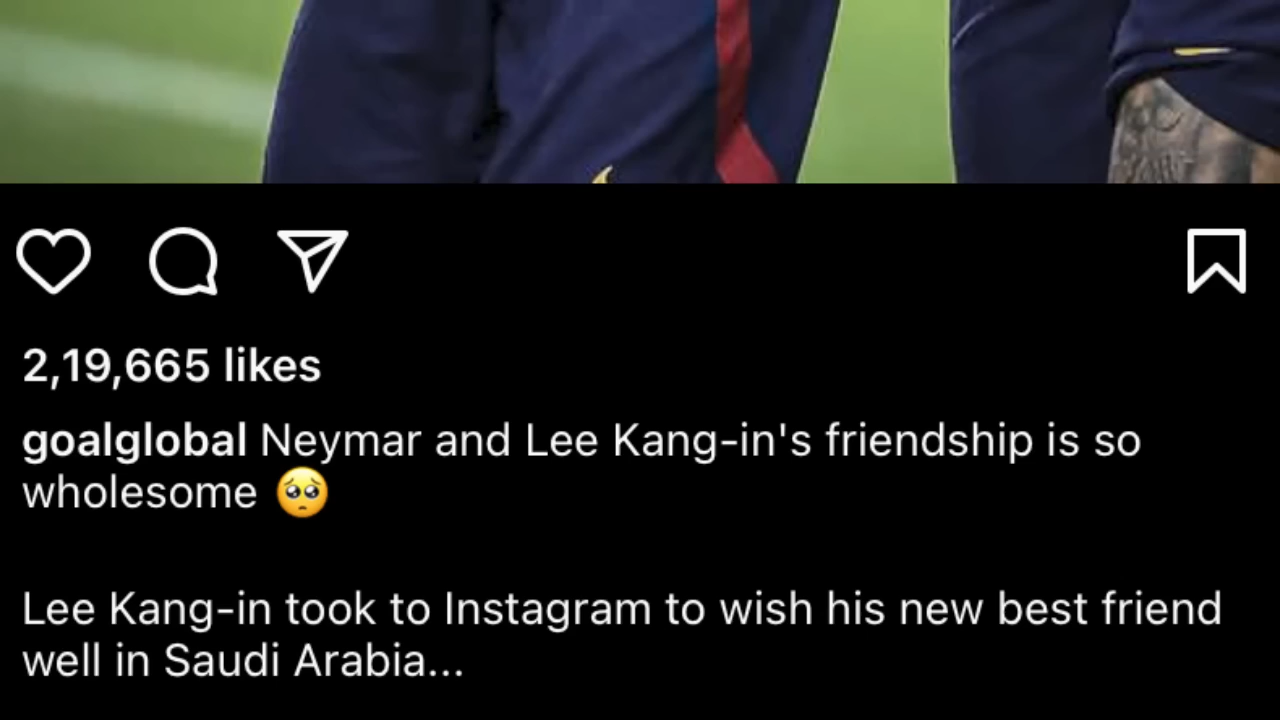 2,19,665 likes
goalglobal Neymar and Lee Kang-in's friendship is so
wholesome 🥺
Lee Kang-in took to Instagram to wish his new best friend
well in Saudi Arabia...